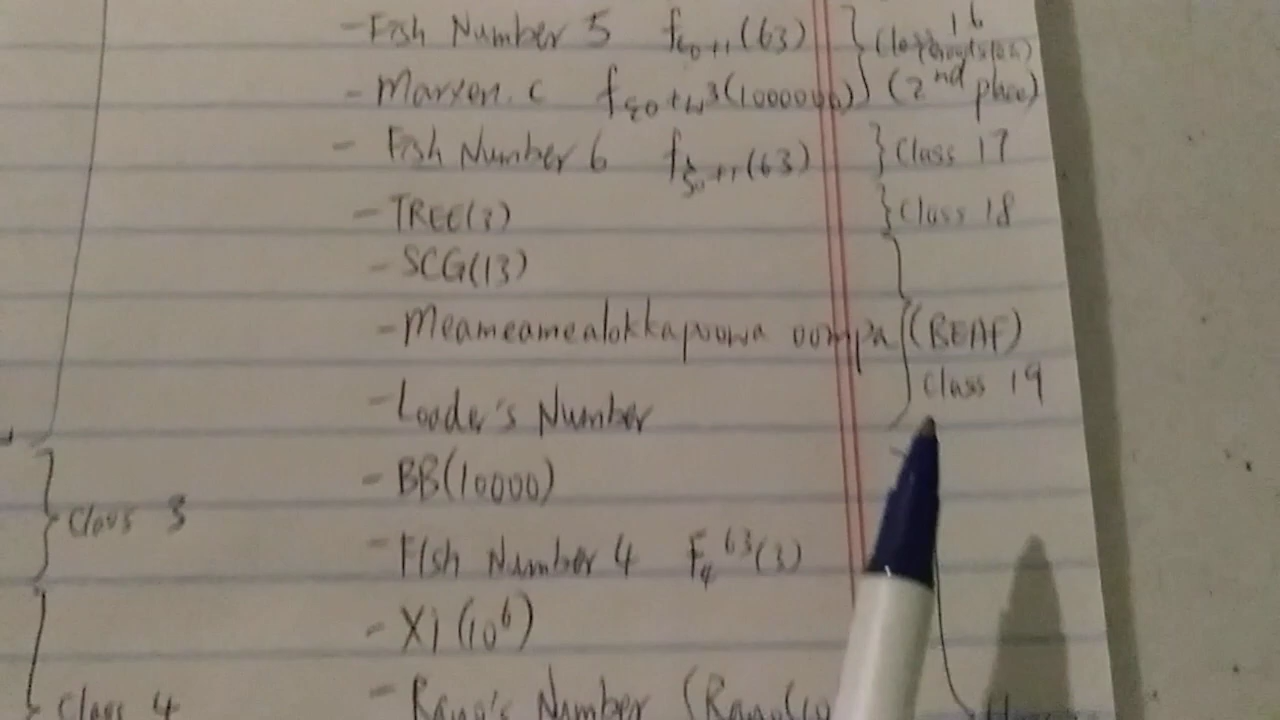 - Fish Number 5 fε₀+1(63) } 16
- Marxen.c fε₀+ω³(1000000) } (2nd place)
- Fish Number 6 fζ₀+1(63) } Class 17
- TREE(3) } Class 18
- SCG(13)
- Meameamealokkapoowa oompa (BEAF)
Class 19
- Loader's Number
- BB(10000)
Class 3
- Fish Number 4 F₄⁶³(3)
- Xi(10⁶)
- Rayo's Number (Rayo(10
Class 4